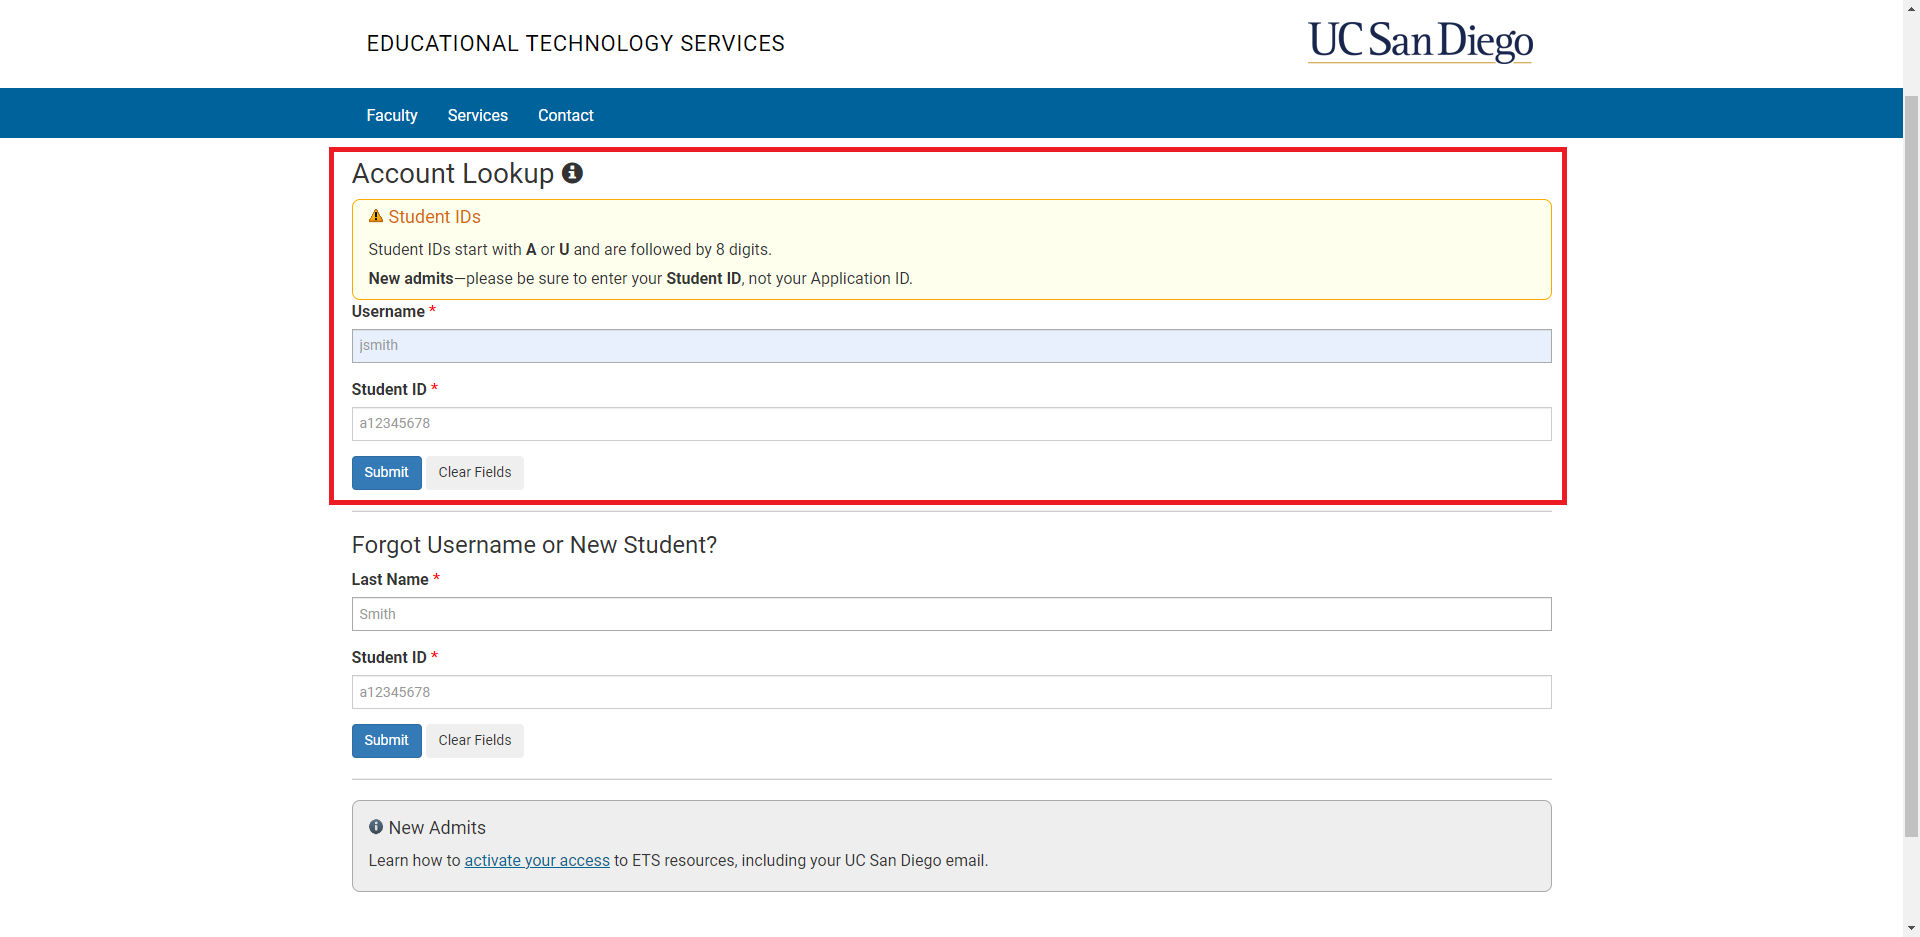 EDUCATIONAL TECHNOLOGY SERVICES
UC San Diego
Faculty Services Contact
Account Lookup
Student IDs
Student IDs start with A or U and are followed by 8 digits.
New admits—please be sure to enter your Student ID, not your Application ID.
Username *
jsmith
Student ID *
a12345678
Submit Clear Fields
Forgot Username or New Student?
Last Name *
Smith
Student ID *
a12345678
Submit Clear Fields
New Admits
Learn how to activate your access to ETS resources, including your UC San Diego email.